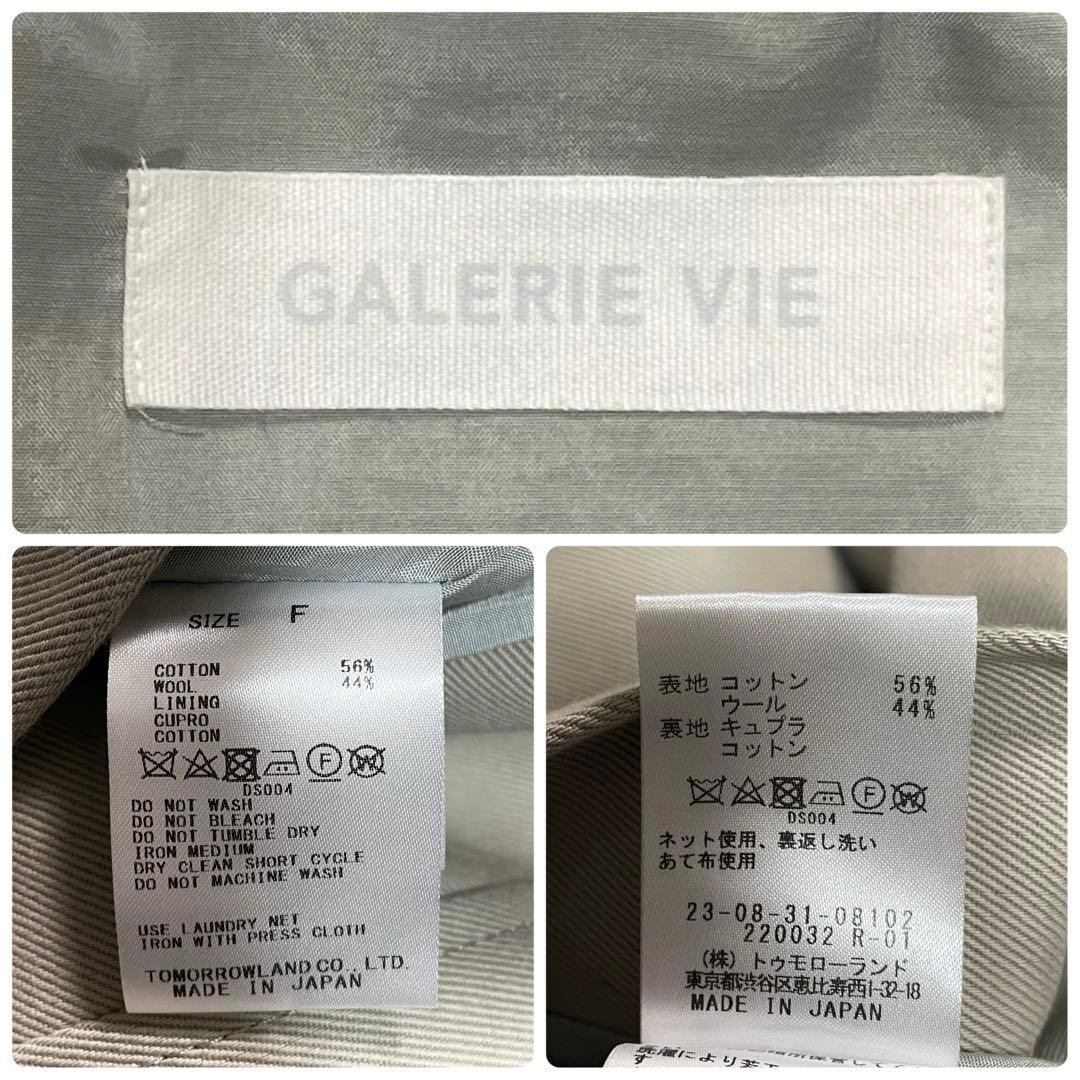 GALERIE VIE
SIZE F
COTTON 56%
WOOL 44%
LINING
CUPRO
COTTON
F W
DS004
DO NOT WASH
DO NOT BLEACH
DO NOT TUMBLE DRY
IRON MEDIUM
DRY CLEAN SHORT CYCLE
DO NOT MACHINE WASH
USE LAUNDRY NET
IRON WITH PRESS CLOTH
TOMORROWLAND CO., LTD.
MADE IN JAPAN
表地 コットン 56%
ウール 44%
裏地 キュプラ
コットン
F W
DS004
ネット使用、裏返し洗い
あて布使用
23-08-31-08102
220032 R-01
(株) トゥモローランド
東京都渋谷区恵比寿西1-32-18
MADE IN JAPAN